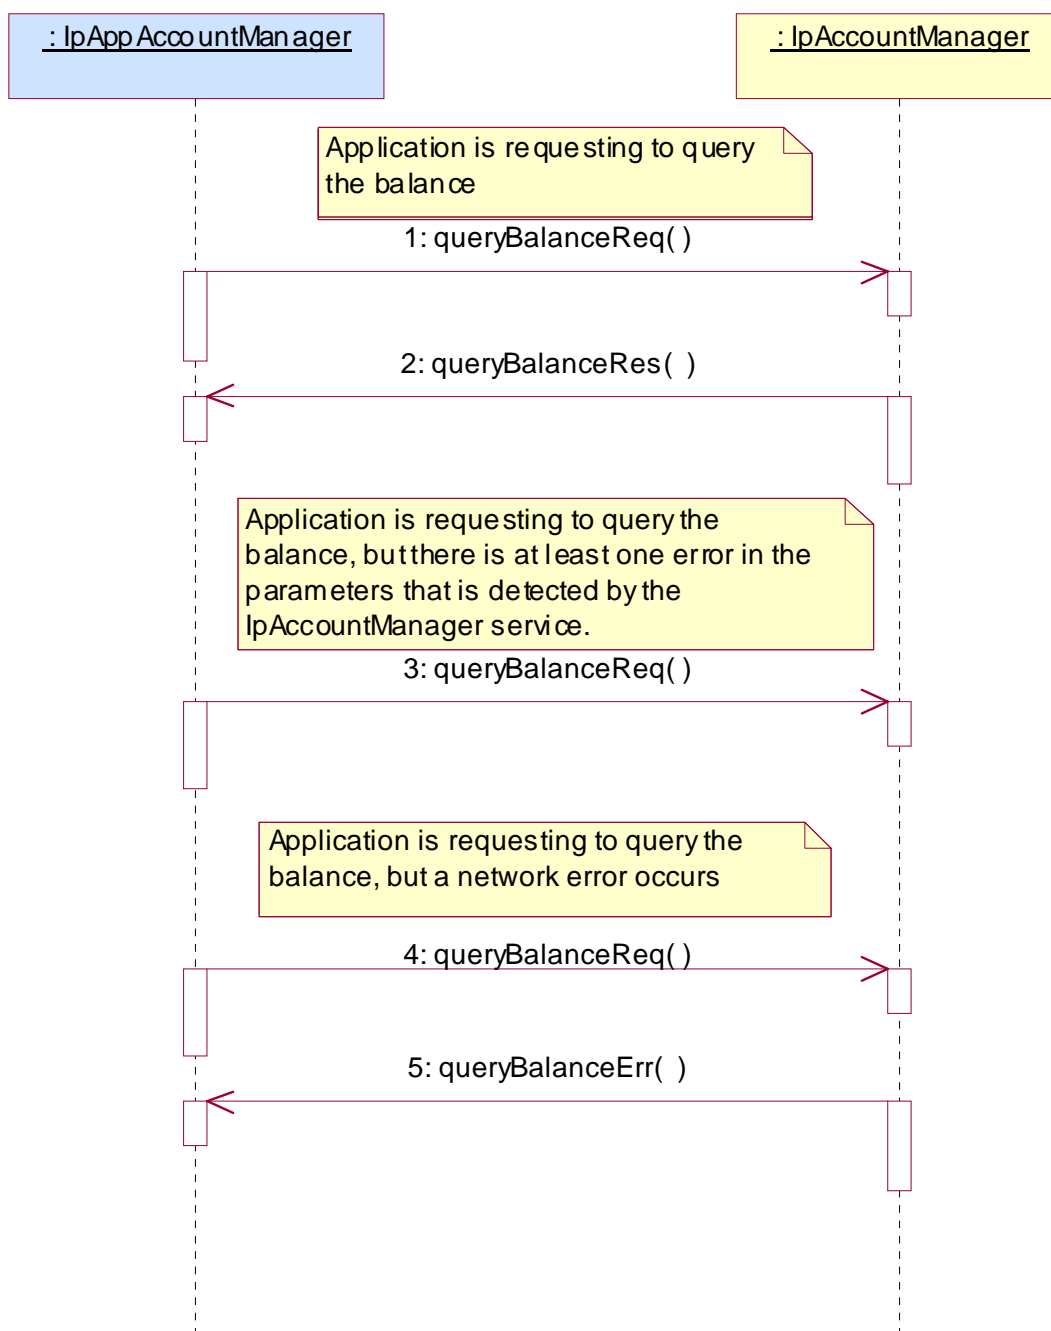 : IpAppAccountManager
: IpAccountManager
Application is requesting to query
the balance
1: queryBalanceReq( )
2: queryBalanceRes( )
Application is requesting to query the
balance, but there is at least one error in the
parameters that is detected by the
IpAccountManager service.
3: queryBalanceReq( )
Application is requesting to query the
balance, but a network error occurs
4: queryBalanceReq( )
5: queryBalanceErr( )